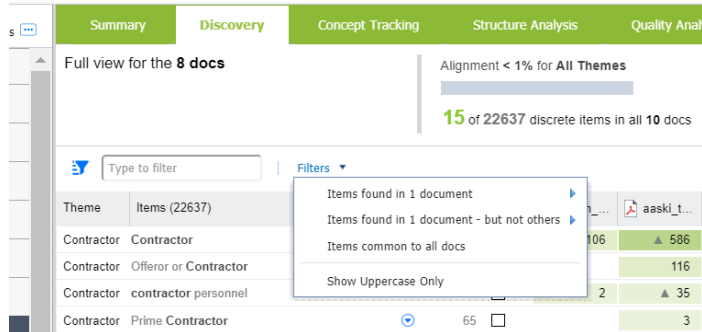 s
Summary Discovery Concept Tracking Structure Analysis Quality Anal
Full view for the 8 docs
Alignment < 1% for All Themes
15 of 22637 discrete items in all 10 docs
Type to filter
Filters
Items found in 1 document
Items found in 1 document - but not others
Items common to all docs
Show Uppercase Only
Theme Items (22637) ... aaski_t...
Contractor Contractor 106 586
Contractor Offeror or Contractor 116
Contractor contractor personnel 2 35
Contractor Prime Contractor 65 3